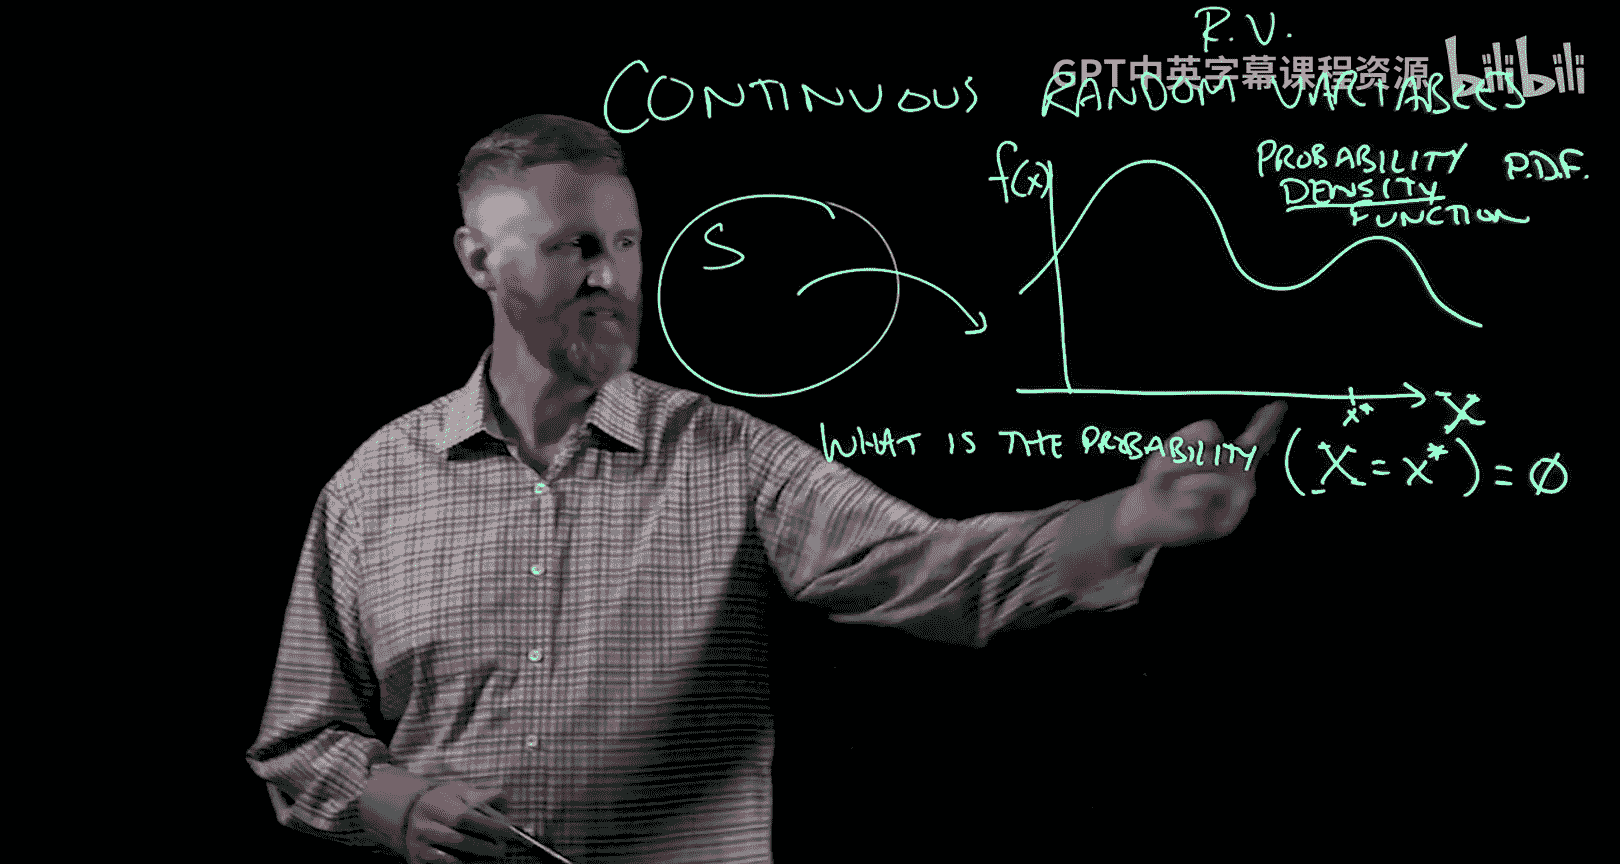 R.V.
GPT中英字幕课程资源 bilibili
CONTINUOUS RANDOM VARIABLES
f(x)
PROBABILITY P.D.F.
DENSITY
FUNCTION
S
x*
X
WHAT IS THE PROBABILITY (X = x*) = ∅